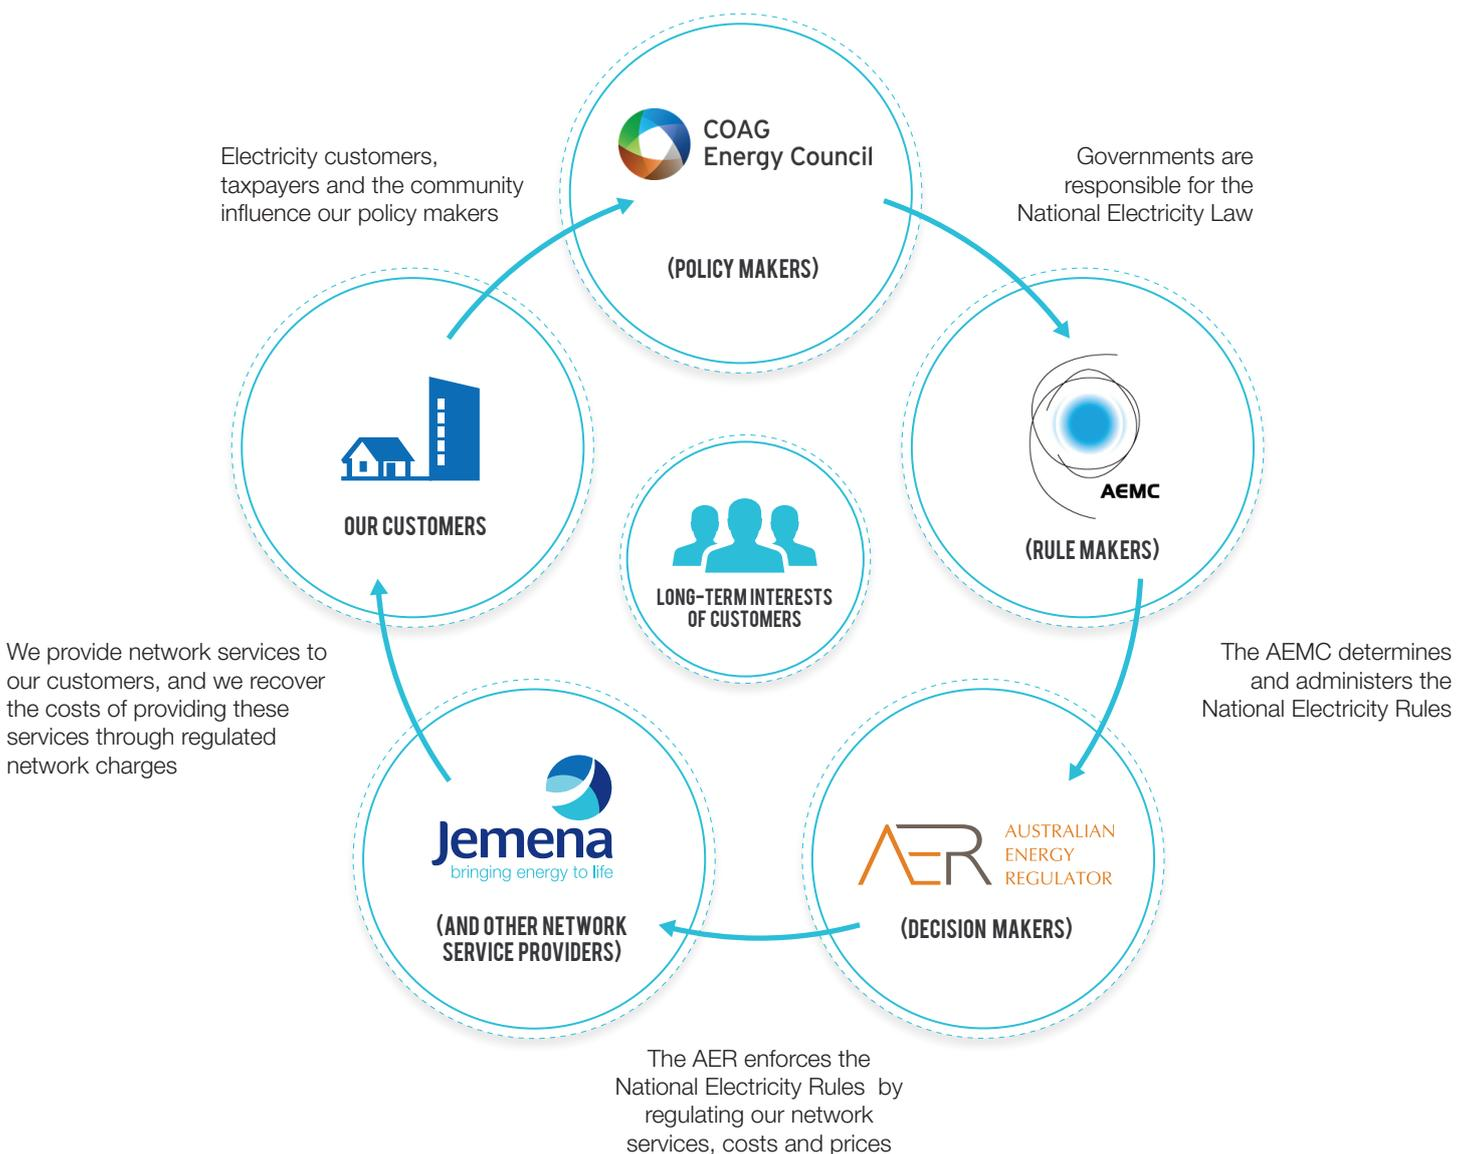 COAG
Energy Council
(POLICY MAKERS)
Electricity customers,
taxpayers and the community
influence our policy makers
Governments are
responsible for the
National Electricity Law
OUR CUSTOMERS
AEMC
(RULE MAKERS)
LONG-TERM INTERESTS
OF CUSTOMERS
We provide network services to
our customers, and we recover
the costs of providing these
services through regulated
network charges
The AEMC determines
and administers the
National Electricity Rules
Jemena
bringing energy to life
(AND OTHER NETWORK
SERVICE PROVIDERS)
AER
AUSTRALIAN
ENERGY
REGULATOR
(DECISION MAKERS)
The AER enforces the
National Electricity Rules by
regulating our network
services, costs and prices